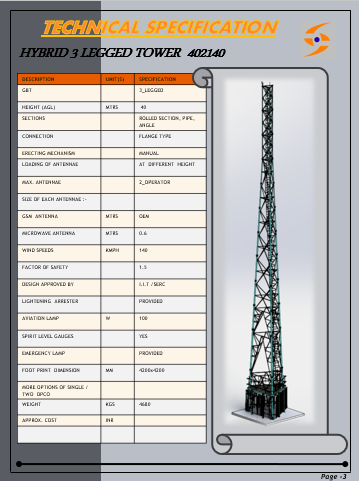 TECHNICAL SPECIFICATION
HYBRID 3 LEGGED TOWER 402140
DESCRIPTION UNIT(S) SPECIFICATION
GBT 3_LEGGED
HEIGHT (AGL) MTRS 40
SECTIONS ROLLED SECTION, PIPE,
ANGLE
CONNECTION FLANGE TYPE
ERECTING MECHANISM MANUAL
LOADING OF ANTENNAE AT DIFFERENT HEIGHT
MAX. ANTENNAE 2_OPERATOR
SIZE OF EACH ANTENNAE :-
GSM ANTENNA MTRS OEM
MICROWAVE ANTENNA MTRS 0.6
WIND SPEEDS KMPH 140
FACTOR OF SAFETY 1.5
DESIGN APPROVED BY I.I.T /SERC
LIGHTENING ARRESTER PROVIDED
AVIATION LAMP W 100
SPIRIT LEVEL GAUGES YES
EMERGENCY LAMP PROVIDED
FOOT PRINT DIMENSION MM 4200x4200
MORE OPTIONS OF SINGLE /
TWO OPCO
WEIGHT KGS 4680
APPROX. COST INR
Page -3